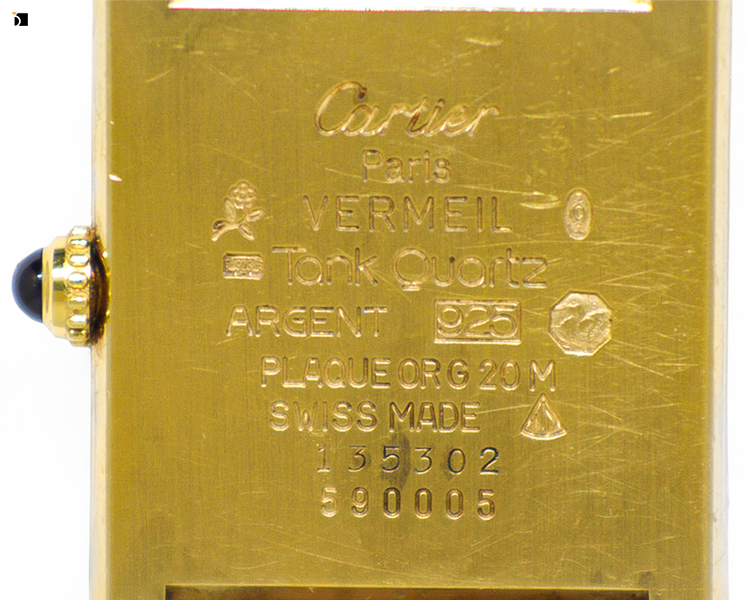 Cartier
Paris
VERMEIL
Tank Quartz
ARGENT 925
PLAQUE OR G 20 M
SWISS MADE
135302
590005